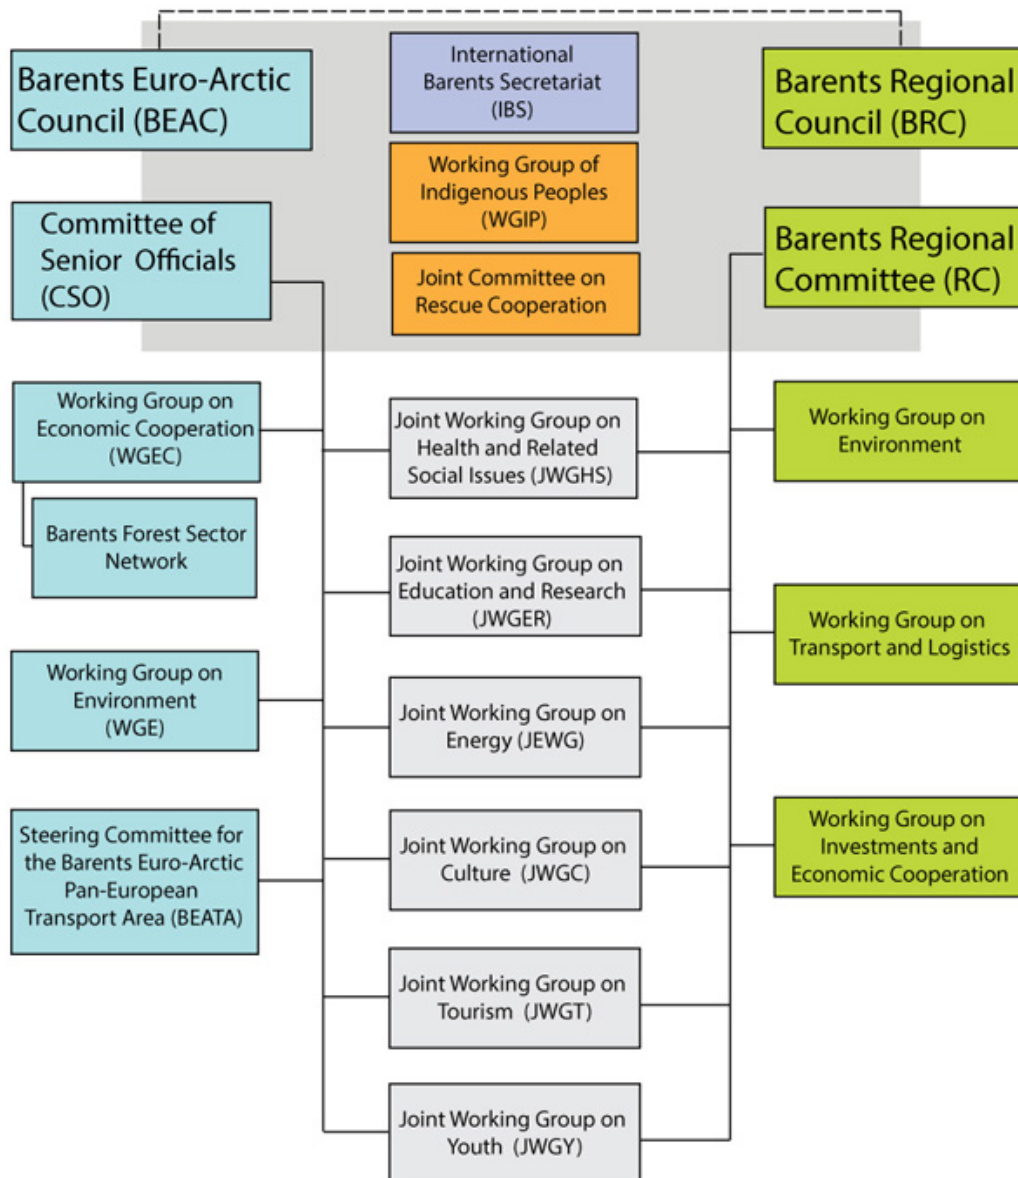 Barents Euro-Arctic
Council (BEAC)
International
Barents Secretariat
(IBS)
Barents Regional
Council (BRC)
Working Group of
Indigenous Peoples
(WGIP)
Committee of
Senior Officials
(CSO)
Joint Committee on
Rescue Cooperation
Barents Regional
Committee (RC)
Working Group on
Economic Cooperation
(WGEC)
Barents Forest Sector
Network
Working Group on
Environment
(WGE)
Steering Committee for
the Barents Euro-Arctic
Pan-European
Transport Area (BEATA)
Joint Working Group on
Health and Related
Social Issues (JWGHS)
Joint Working Group on
Education and Research
(JWGER)
Joint Working Group on
Energy (JEWG)
Joint Working Group on
Culture (JWGC)
Joint Working Group on
Tourism (JWGT)
Joint Working Group on
Youth (JWGY)
Working Group on
Environment
Working Group on
Transport and Logistics
Working Group on
Investments and
Economic Cooperation